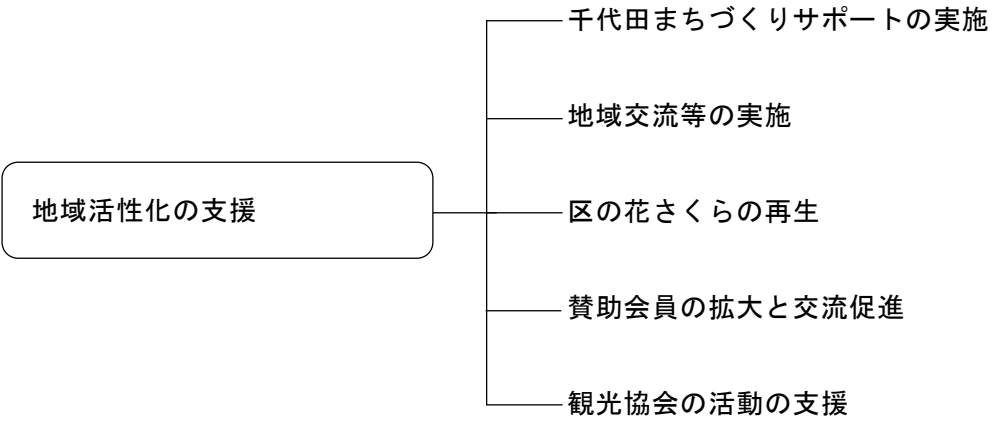 千代田まちづくりサポートの実施
地域交流等の実施
地域活性化の支援
区の花さくらの再生
賛助会員の拡大と交流促進
観光協会の活動の支援